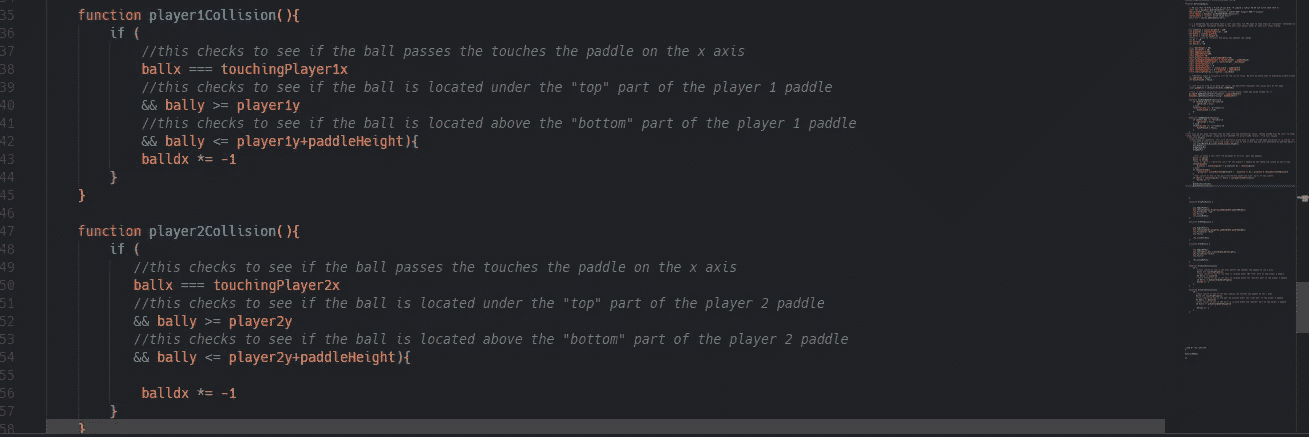 35 function player1Collision(){
36 if (
37 //this checks to see if the ball passes the touches the paddle on the x axis
38 ballx === touchingPlayer1x
39 //this checks to see if the ball is located under the "top" part of the player 1 paddle
40 && bally >= player1y
41 //this checks to see if the ball is located above the "bottom" part of the player 1 paddle
42 && bally <= player1y+paddleHeight){
43 balldx *= -1
44 }
45 }
46
47 function player2Collision(){
48 if (
49 //this checks to see if the ball passes the touches the paddle on the x axis
50 ballx === touchingPlayer2x
51 //this checks to see if the ball is located under the "top" part of the player 2 paddle
52 && bally >= player2y
53 //this checks to see if the ball is located above the "bottom" part of the player 2 paddle
54 && bally <= player2y+paddleHeight){
55
56 balldx *= -1
57 }
58 }